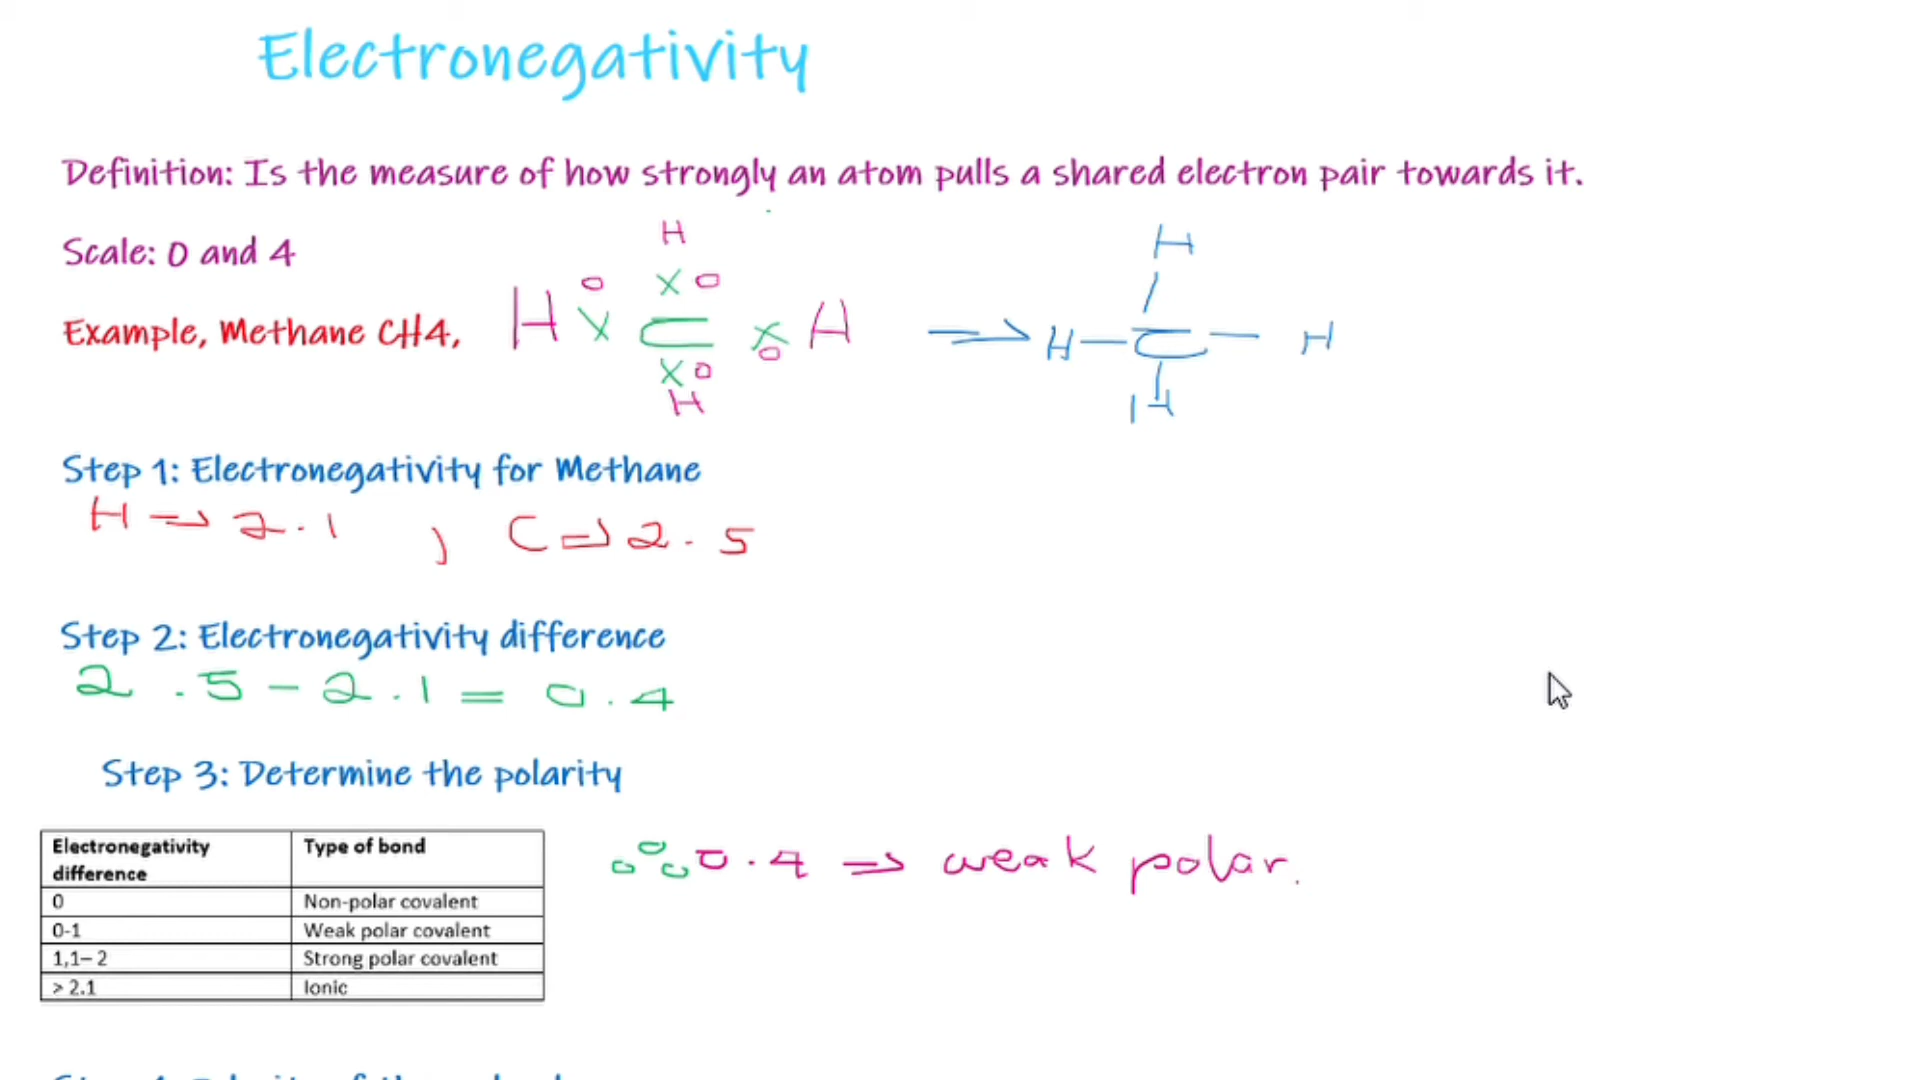 Electronegativity
Definition: Is the measure of how strongly an atom pulls a shared electron pair towards it.
Scale: 0 and 4
H
x o
Example, Methane CH4, H o x C x o H ⇒ H – C – H
x o
H
H
H
Step 1: Electronegativity for Methane
H ⇒ 2.1 , C ⇒ 2.5
Step 2: Electronegativity difference
2.5 – 2.1 = 0.4
Step 3: Determine the polarity
Electronegativity difference Type of bond
0 Non-polar covalent
0-1 Weak polar covalent
1,1– 2 Strong polar covalent
> 2.1 Ionic
∴ 0.4 ⇒ weak polar.